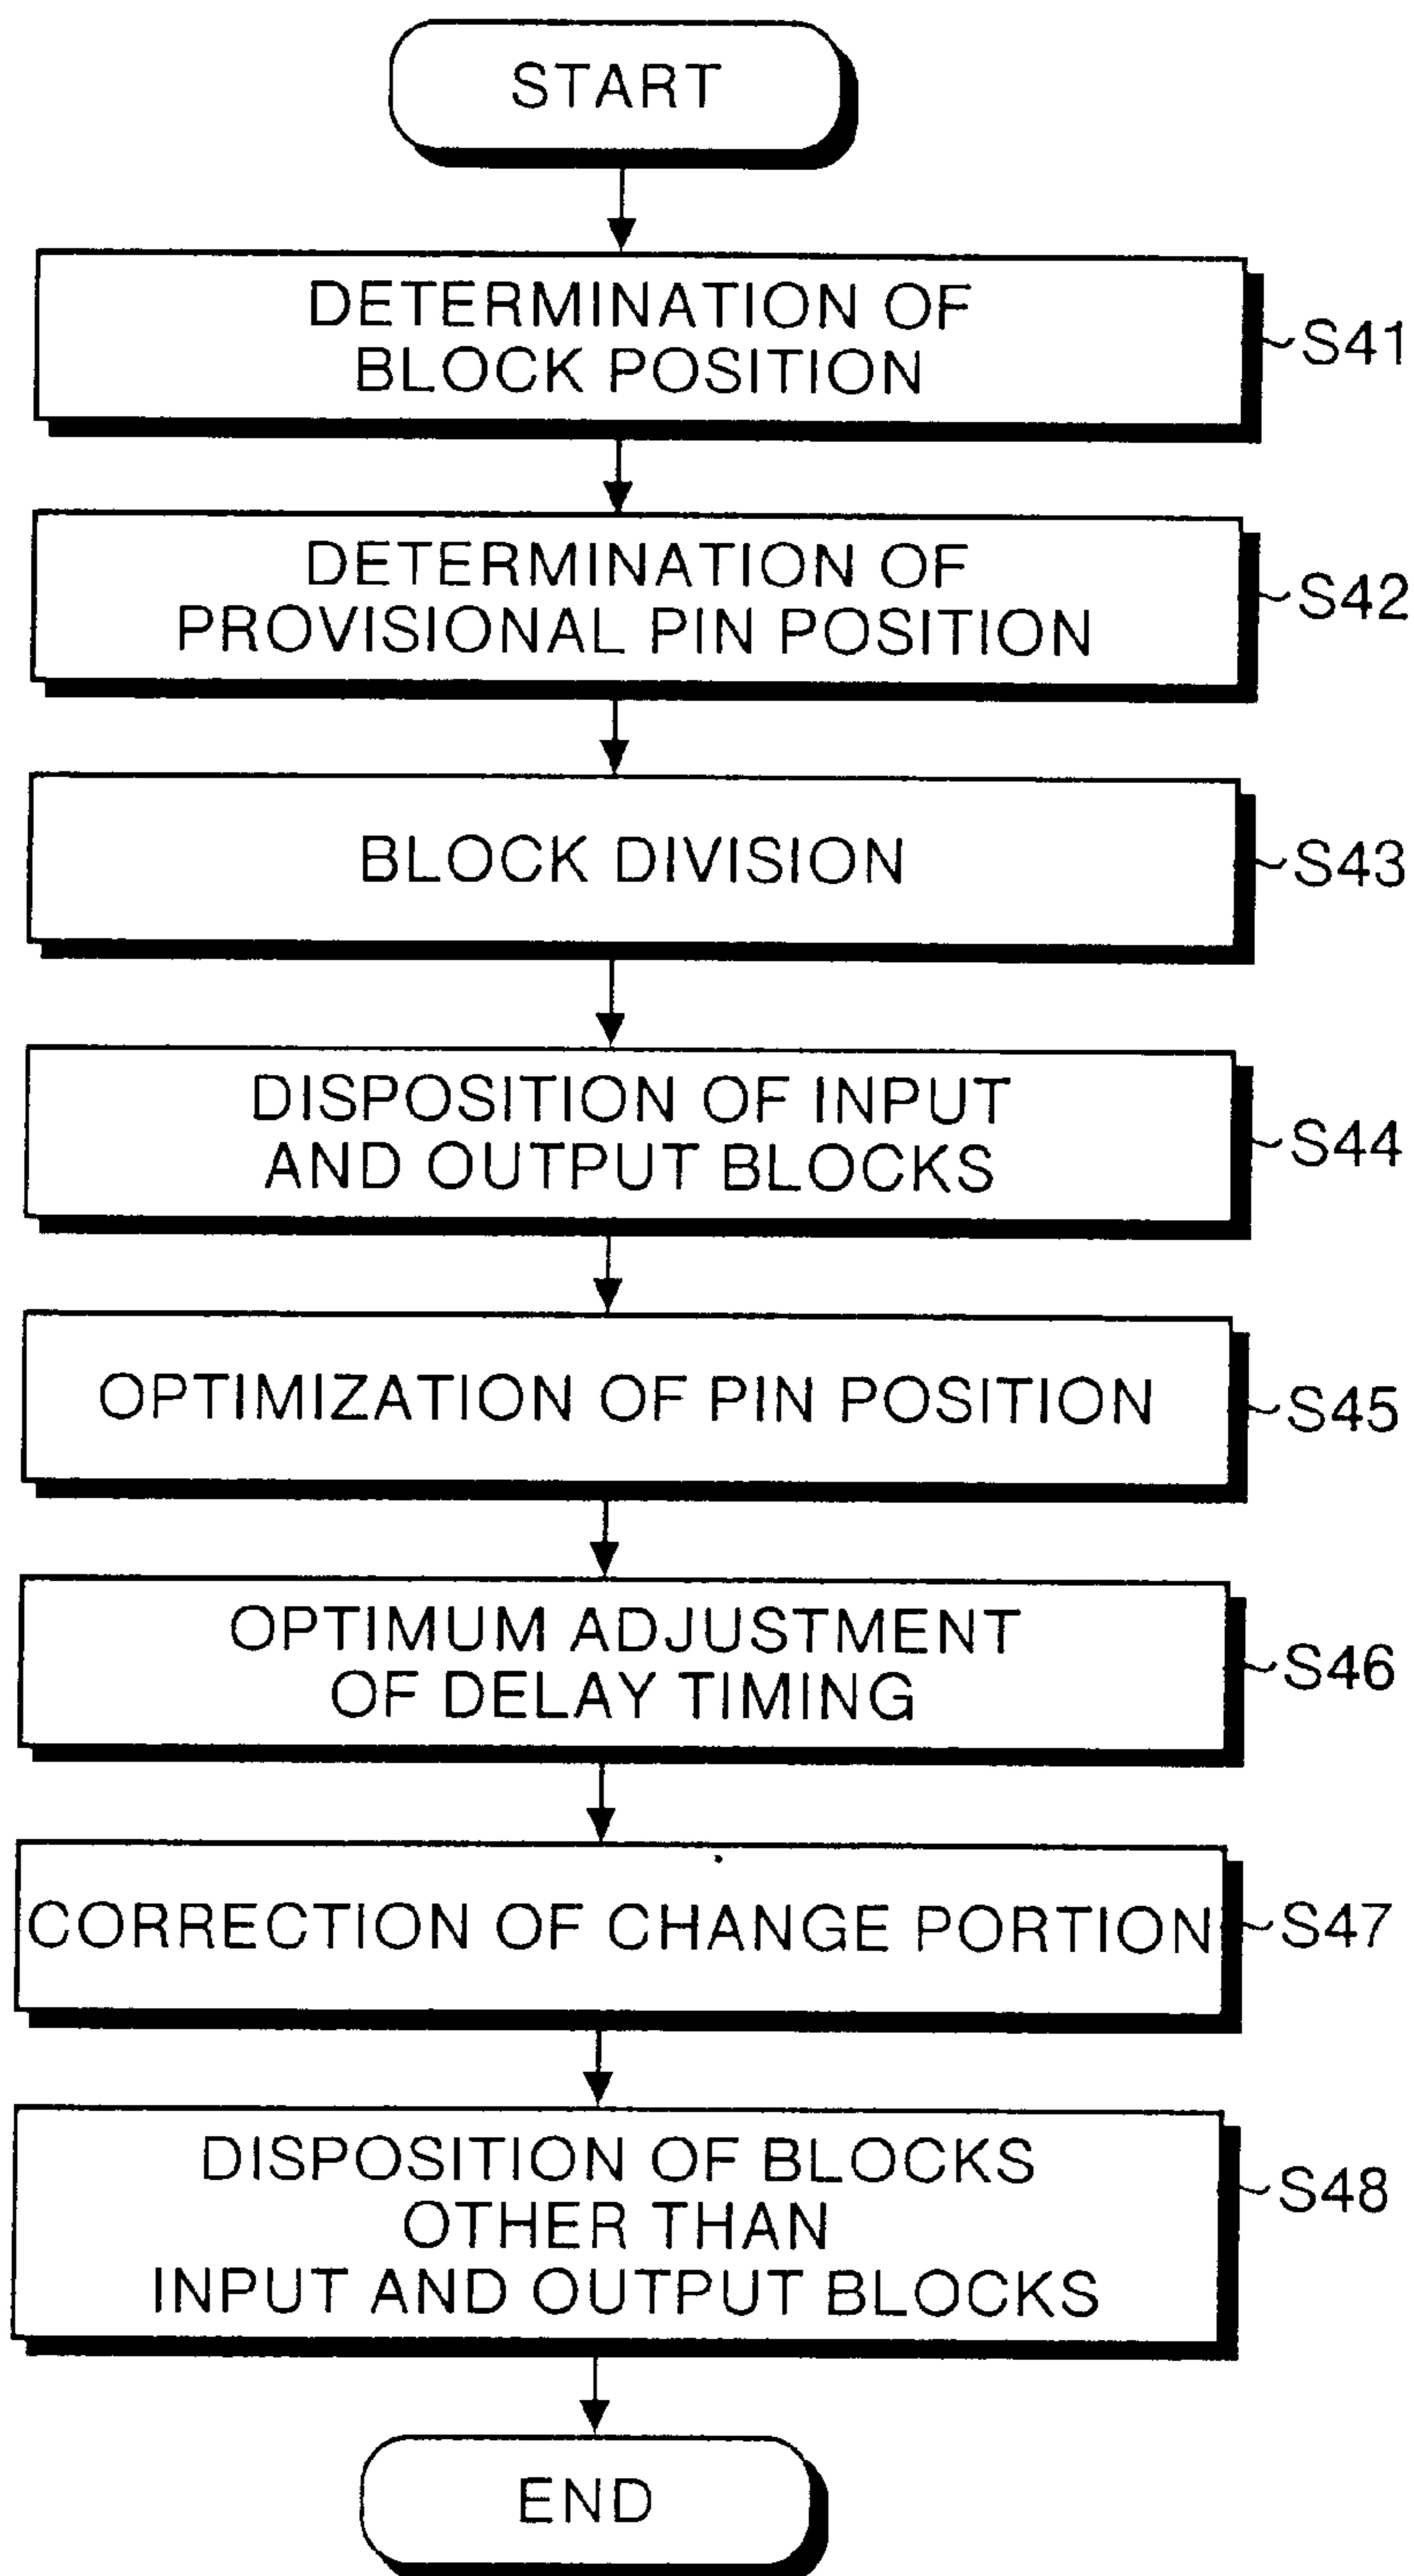 START
DETERMINATION OF
BLOCK POSITION
S41
DETERMINATION OF
PROVISIONAL PIN POSITION
S42
BLOCK DIVISION
S43
DISPOSITION OF INPUT
AND OUTPUT BLOCKS
S44
OPTIMIZATION OF PIN POSITION
S45
OPTIMUM ADJUSTMENT
OF DELAY TIMING
S46
CORRECTION OF CHANGE PORTION
S47
DISPOSITION OF BLOCKS
OTHER THAN
INPUT AND OUTPUT BLOCKS
S48
END